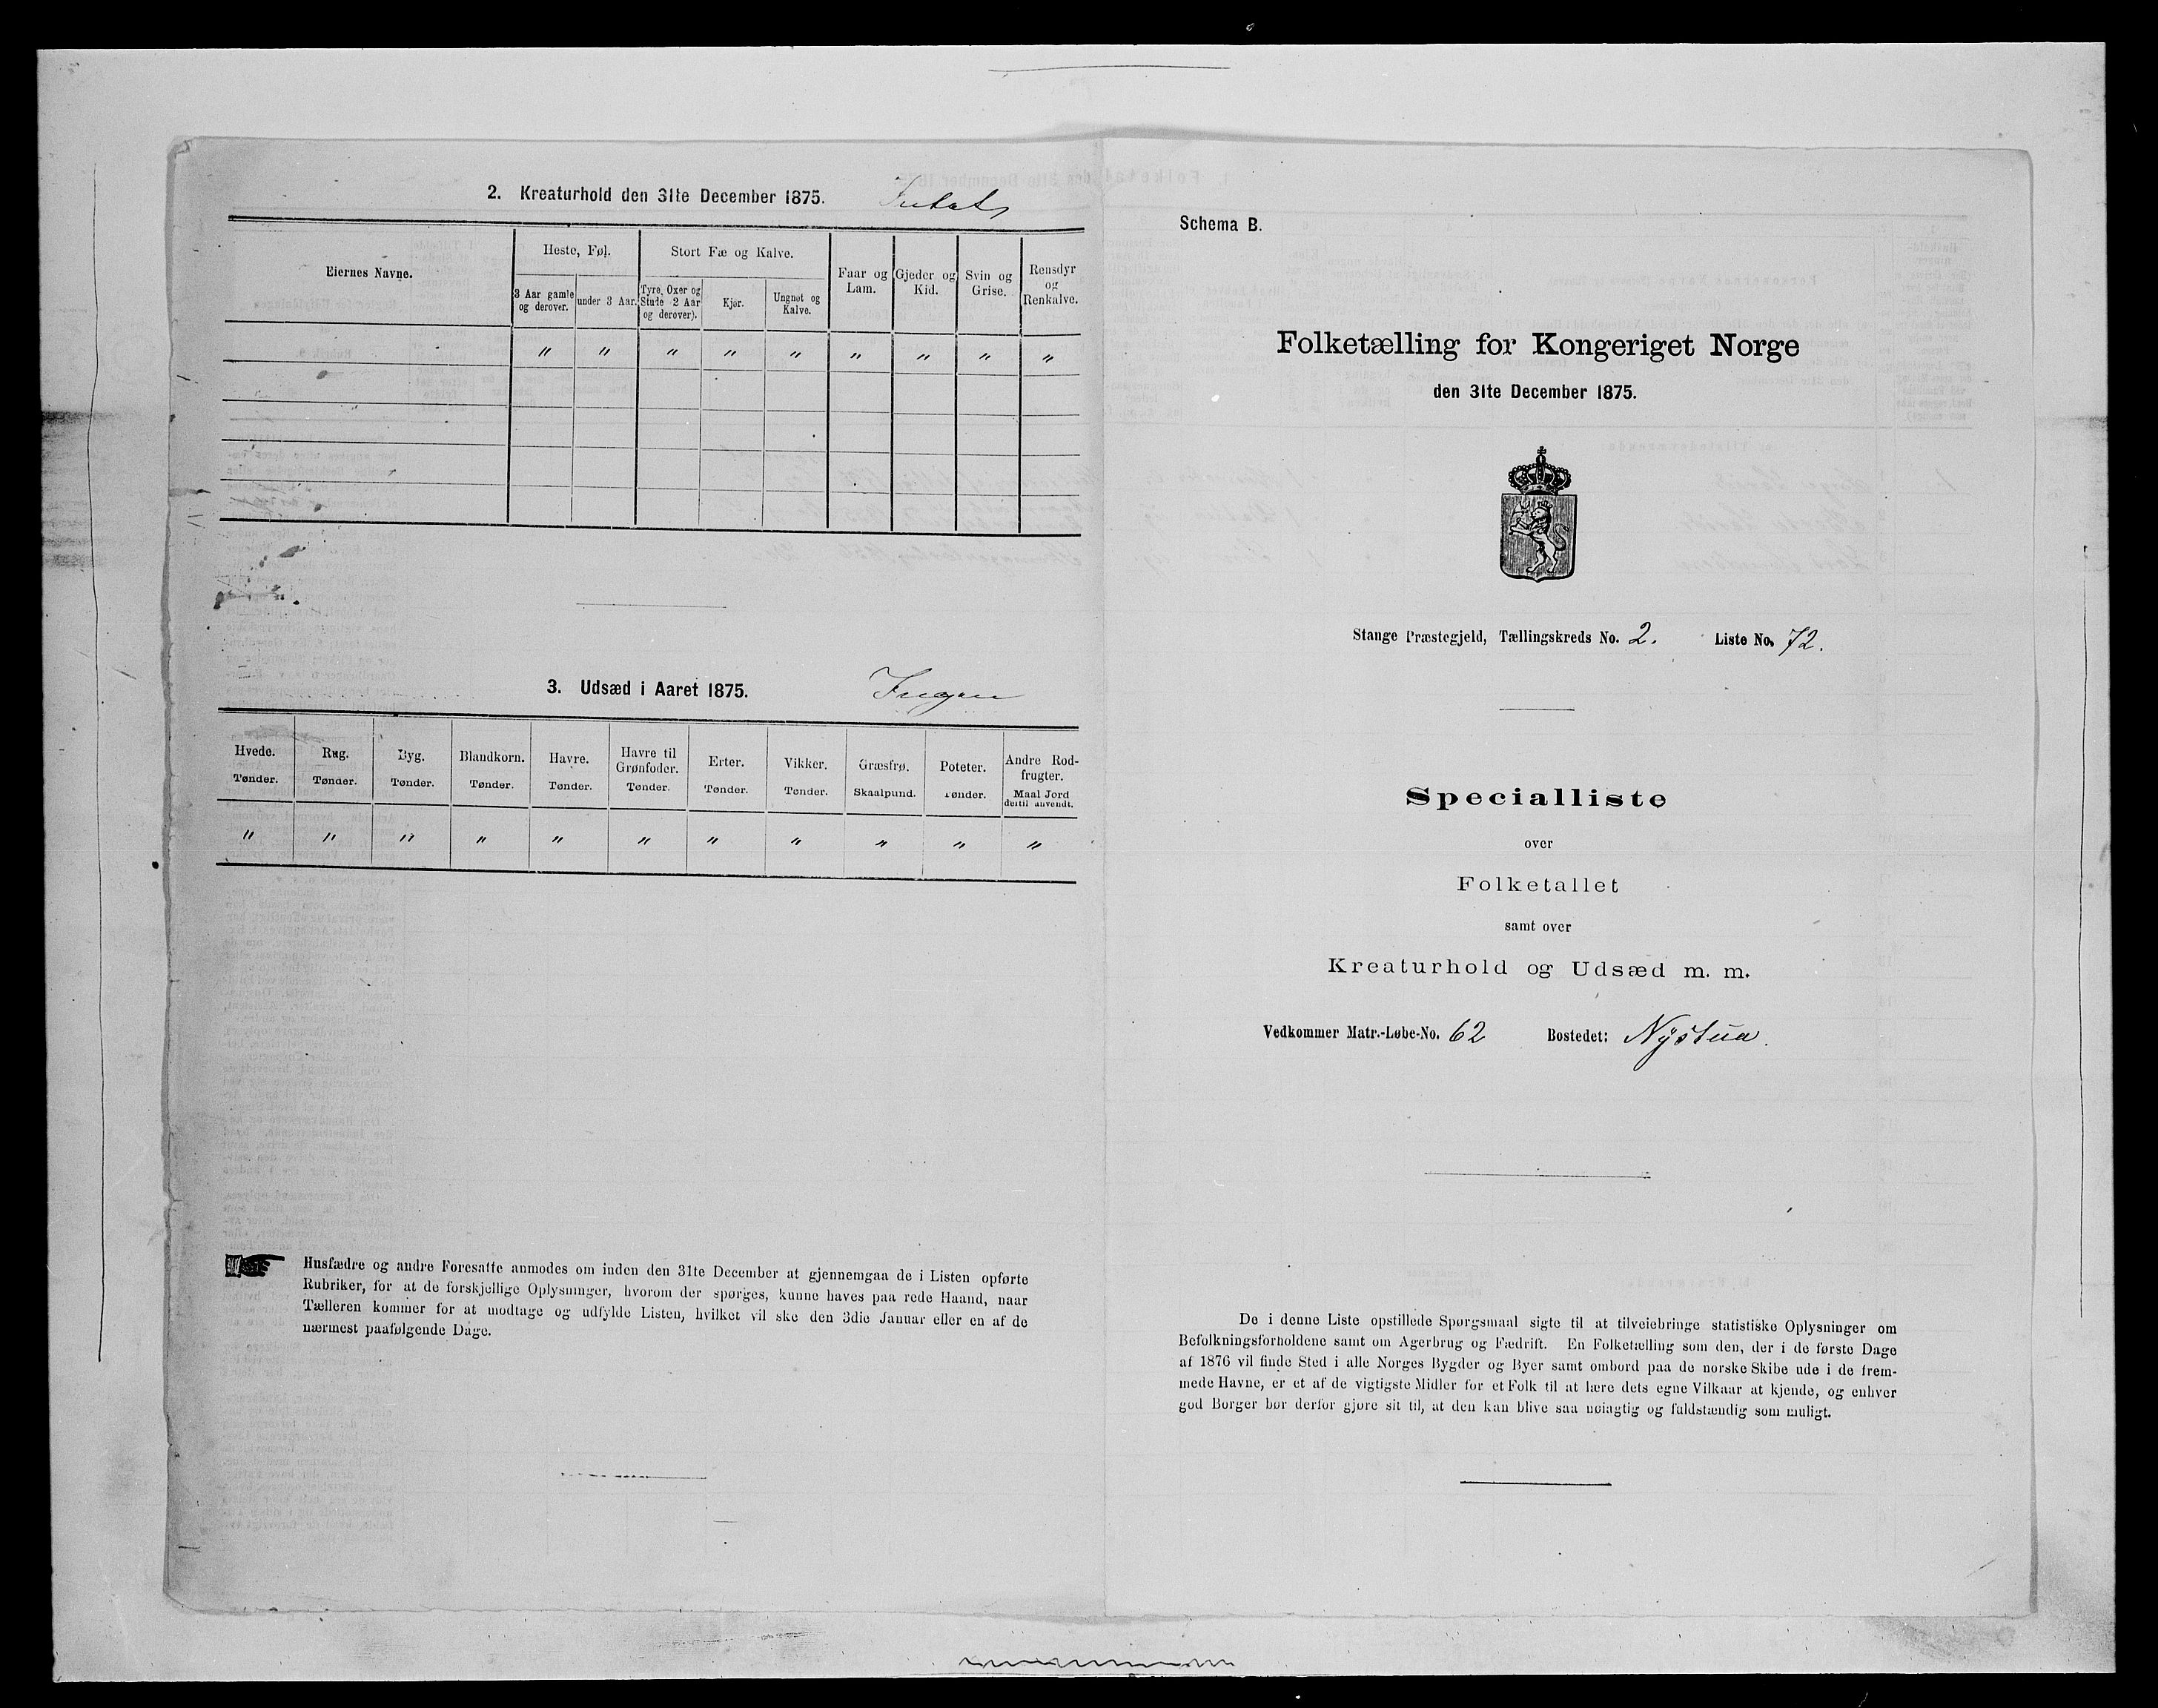 2. Kreaturhold den 31te December 1875. Intet
Eiernes Navne.
Heste, Føl.
Stort Fæ og Kalve.
Faar og Lam.
Gjeder og Kid.
Svin og Grise.
Rensdyr og Renkalve.
3 Aar gamle og derover.
under 3 Aar.
Tyre, Oxer og Stude 2 Aar og derover).
Kjør.
Ungnøt og Kalve.
" " " " " " " " "
3. Udsæd i Aaret 1875. Ingen
Hvede. Tønder.
Rug. Tønder.
Byg. Tønder.
Blandkorn. Tønder.
Havre. Tønder.
Havre til Grønfoder. Tønder.
Erter. Tønder.
Vikker. Tønder.
Græsfrø. Skaalpund.
Poteter. Tønder.
Andre Rodfrugter. Maal Jord dertil anvendt.
" " " " " " " " " " "
Husfædre og andre Foresatte anmodes om inden den 31te December at gjennemgaa de i Listen opførte
Rubriker, for at de forskjellige Oplysninger, hvorom der spørges, kunne haves paa rede Haand, naar
Tælleren kommer for at modtage og udfylde Listen, hvilket vil ske den 3die Januar eller en af de
nærmest paafølgende Dage.
Schema B.
Folketælling for Kongeriget Norge
den 31te December 1875.
Stange Præstegjeld, Tællingskreds No. 2. Liste No. 72.
Specialliste
over
Folketallet
samt over
Kreaturhold og Udsæd m. m.
Vedkommer Matr.-Løbe-No. 62 Bostedet: Nÿstua.
De i denne Liste opstillede Spørgsmaal sigte til at tilveiebringe statistiske Oplysninger om
Befolkningsforholdene samt om Agerbrug og Fædrift. En Folketælling som den, der i de første Dage
af 1876 vil finde Sted i alle Norges Bygder og Byer samt ombord paa de norske Skibe ude i de frem-
mede Havne, er et af de vigtigste Midler for et Folk til at lære dets egne Vilkaar at kjende, og enhver
god Borger bør derfor gjøre sit til, at den kan blive saa nøiagtig og fuldstændig som muligt.